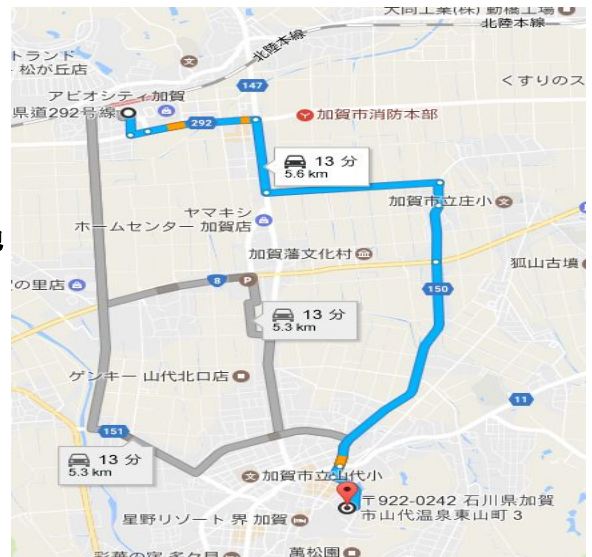 大同工業(株) 動橋工場
北陸本線
北陸本線
トランド
松が丘店
くすりのス
147
アピオシティ加賀
県道292号線
292
加賀市消防本部
13 分
5.6 km
加賀市立庄小
ヤマキシ
ホームセンター 加賀店
加賀藩文化村
狐山古墳
の里店
8
P
150
13 分
5.3 km
ゲンキー 山代北口店
11
151
13 分
5.3 km
加賀市立山代小
〒922-0242 石川県加賀
市山代温泉東山町 3
星野リゾート 界 加賀
萬松園